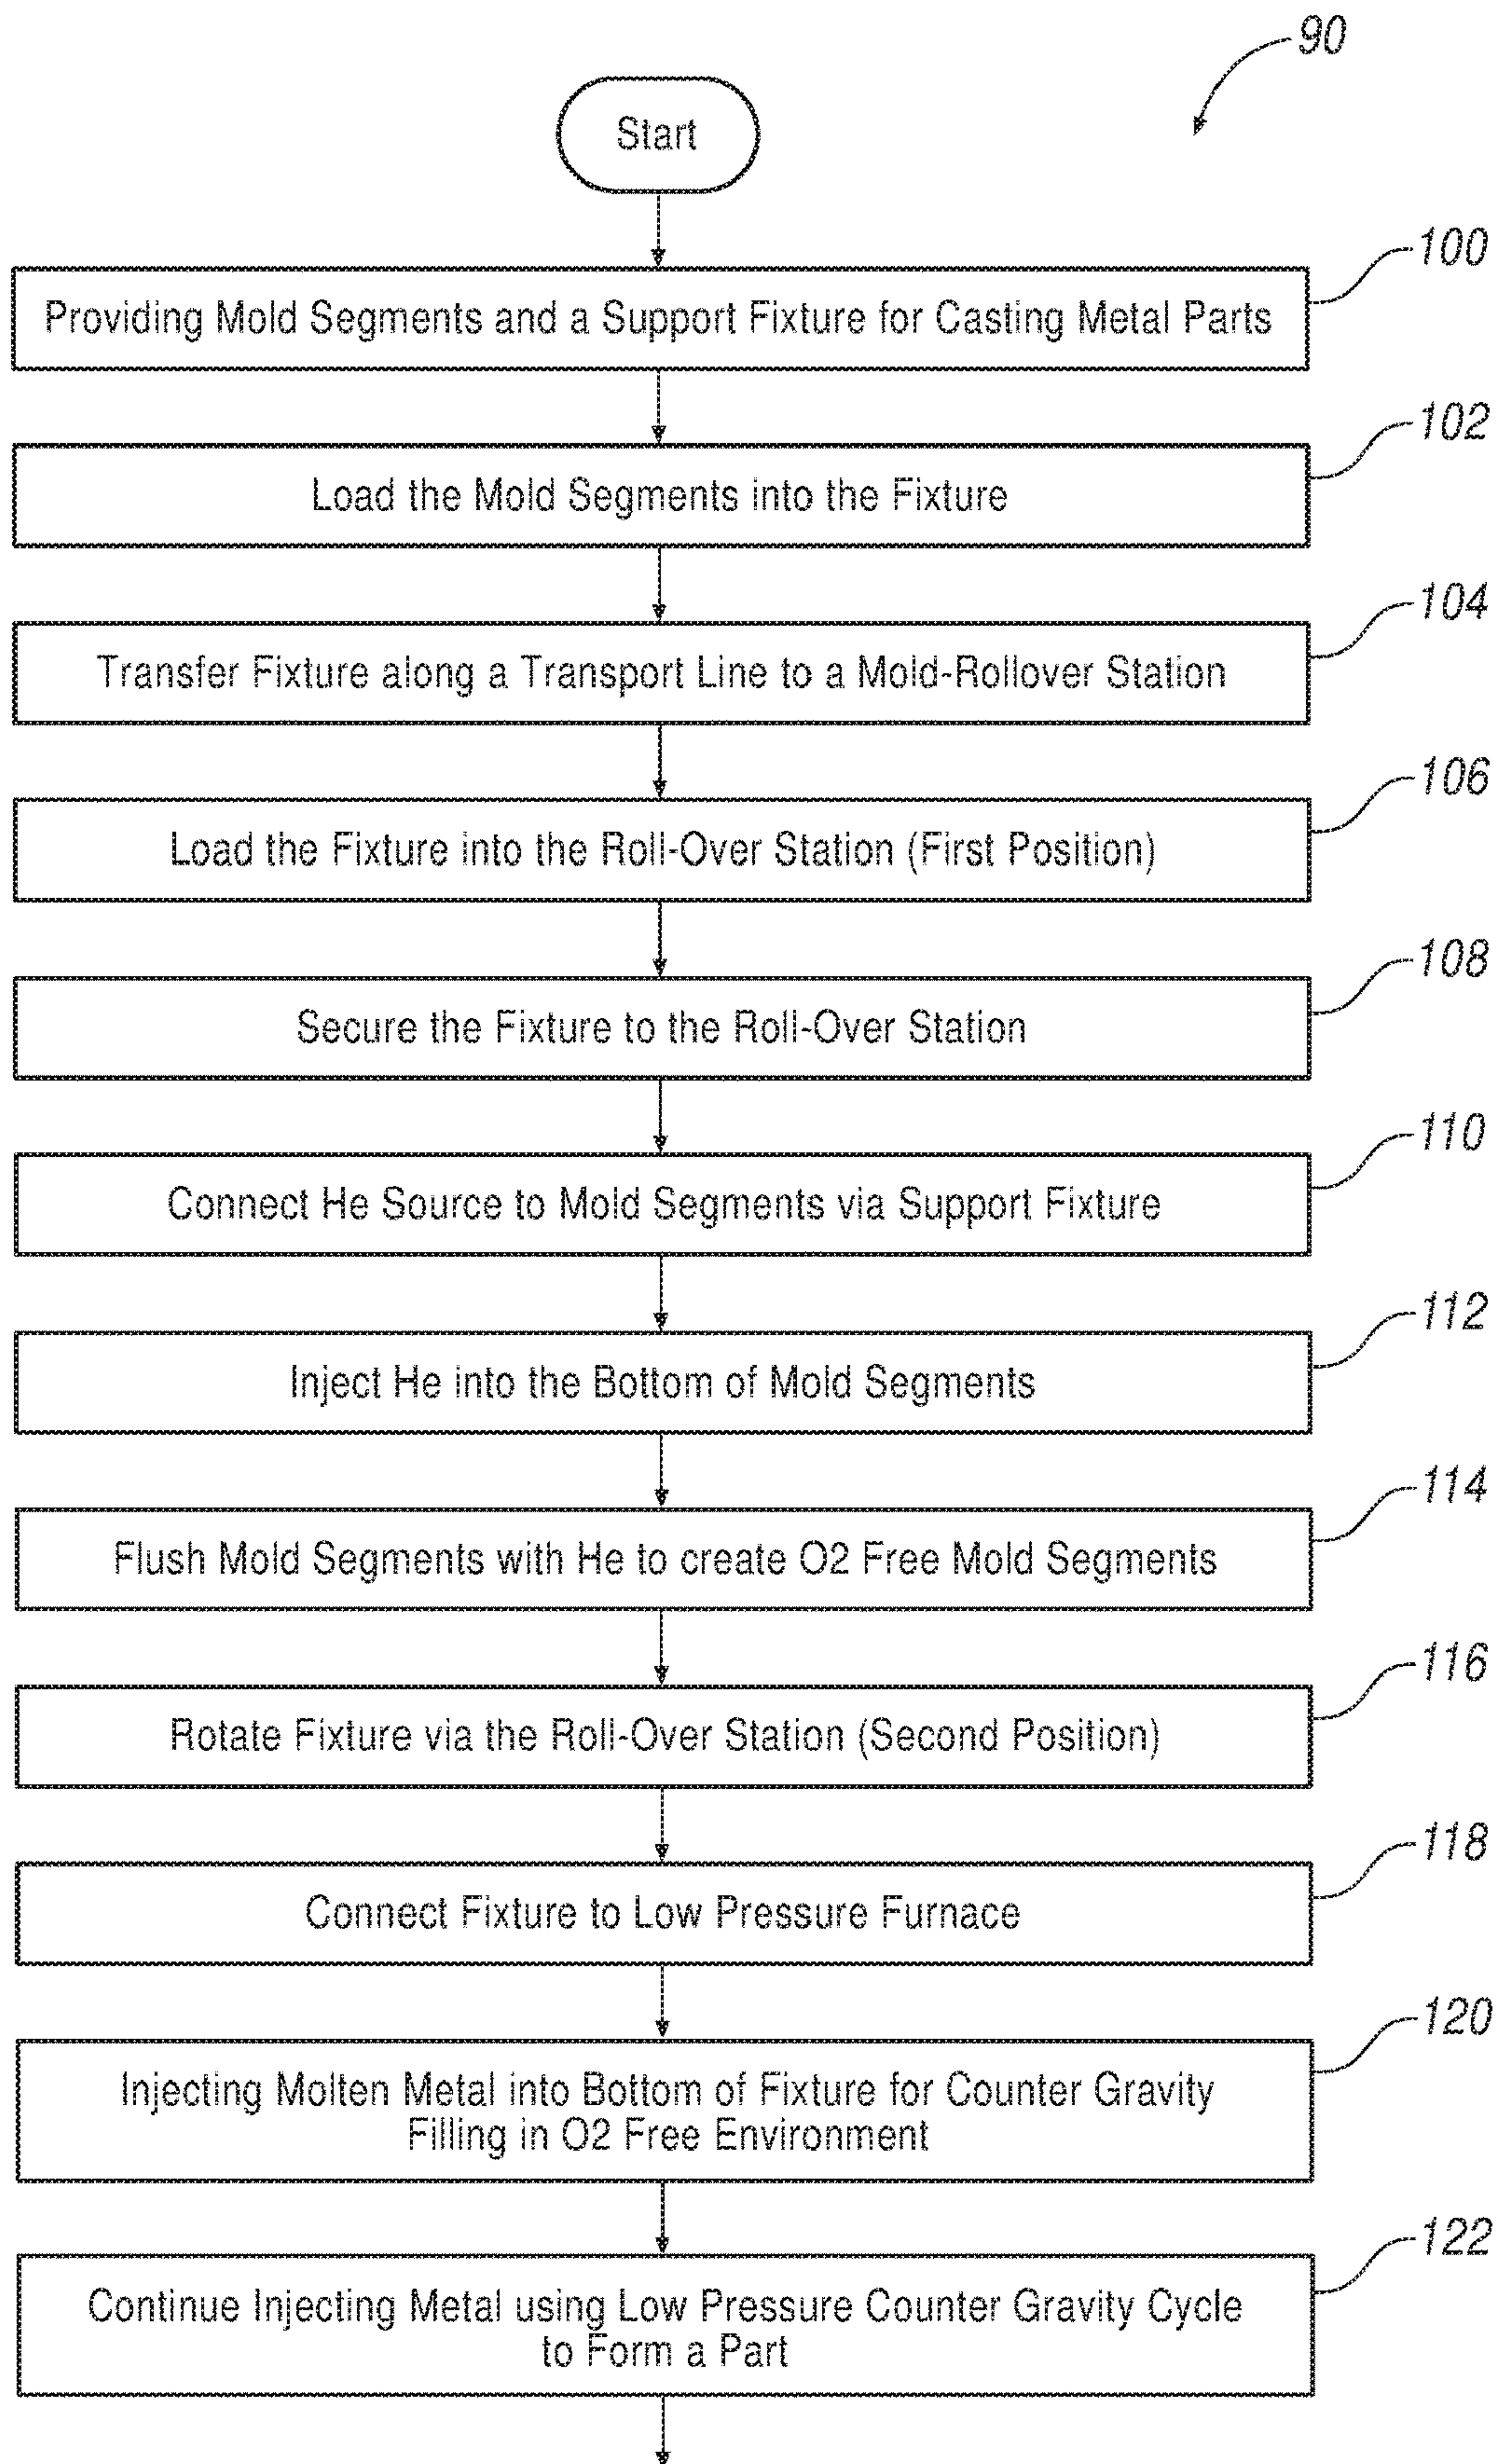 90
Start
100
Providing Mold Segments and a Support Fixture for Casting Metal Parts
102
Load the Mold Segments into the Fixture
104
Transfer Fixture along a Transport Line to a Mold-Rollover Station
106
Load the Fixture into the Roll-Over Station (First Position)
108
Secure the Fixture to the Roll-Over Station
110
Connect He Source to Mold Segments via Support Fixture
112
Inject He into the Bottom of Mold Segments
114
Flush Mold Segments with He to create O2 Free Mold Segments
116
Rotate Fixture via the Roll-Over Station (Second Position)
118
Connect Fixture to Low Pressure Furnace
120
Injecting Molten Metal into Bottom of Fixture for Counter Gravity
Filling in O2 Free Environment
122
Continue Injecting Metal using Low Pressure Counter Gravity Cycle
to Form a Part